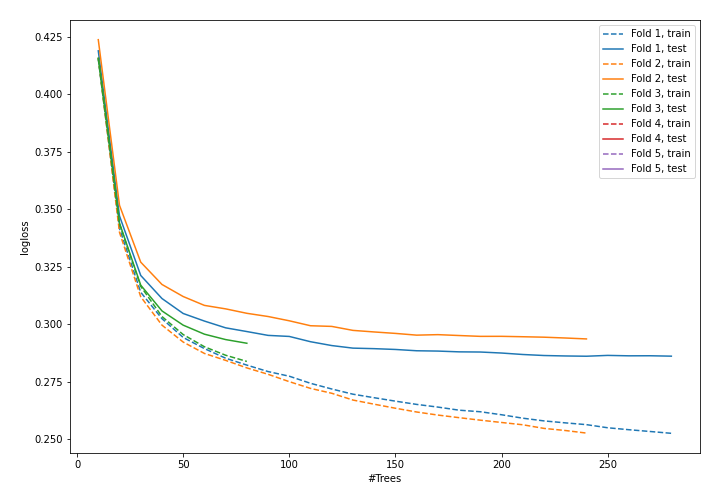 0.425
0.400
0.375
0.350
0.325
0.300
0.275
0.250
logloss
0
50
100
150
200
250
#Trees
Fold 1, train
Fold 1, test
Fold 2, train
Fold 2, test
Fold 3, train
Fold 3, test
Fold 4, train
Fold 4, test
Fold 5, train
Fold 5, test